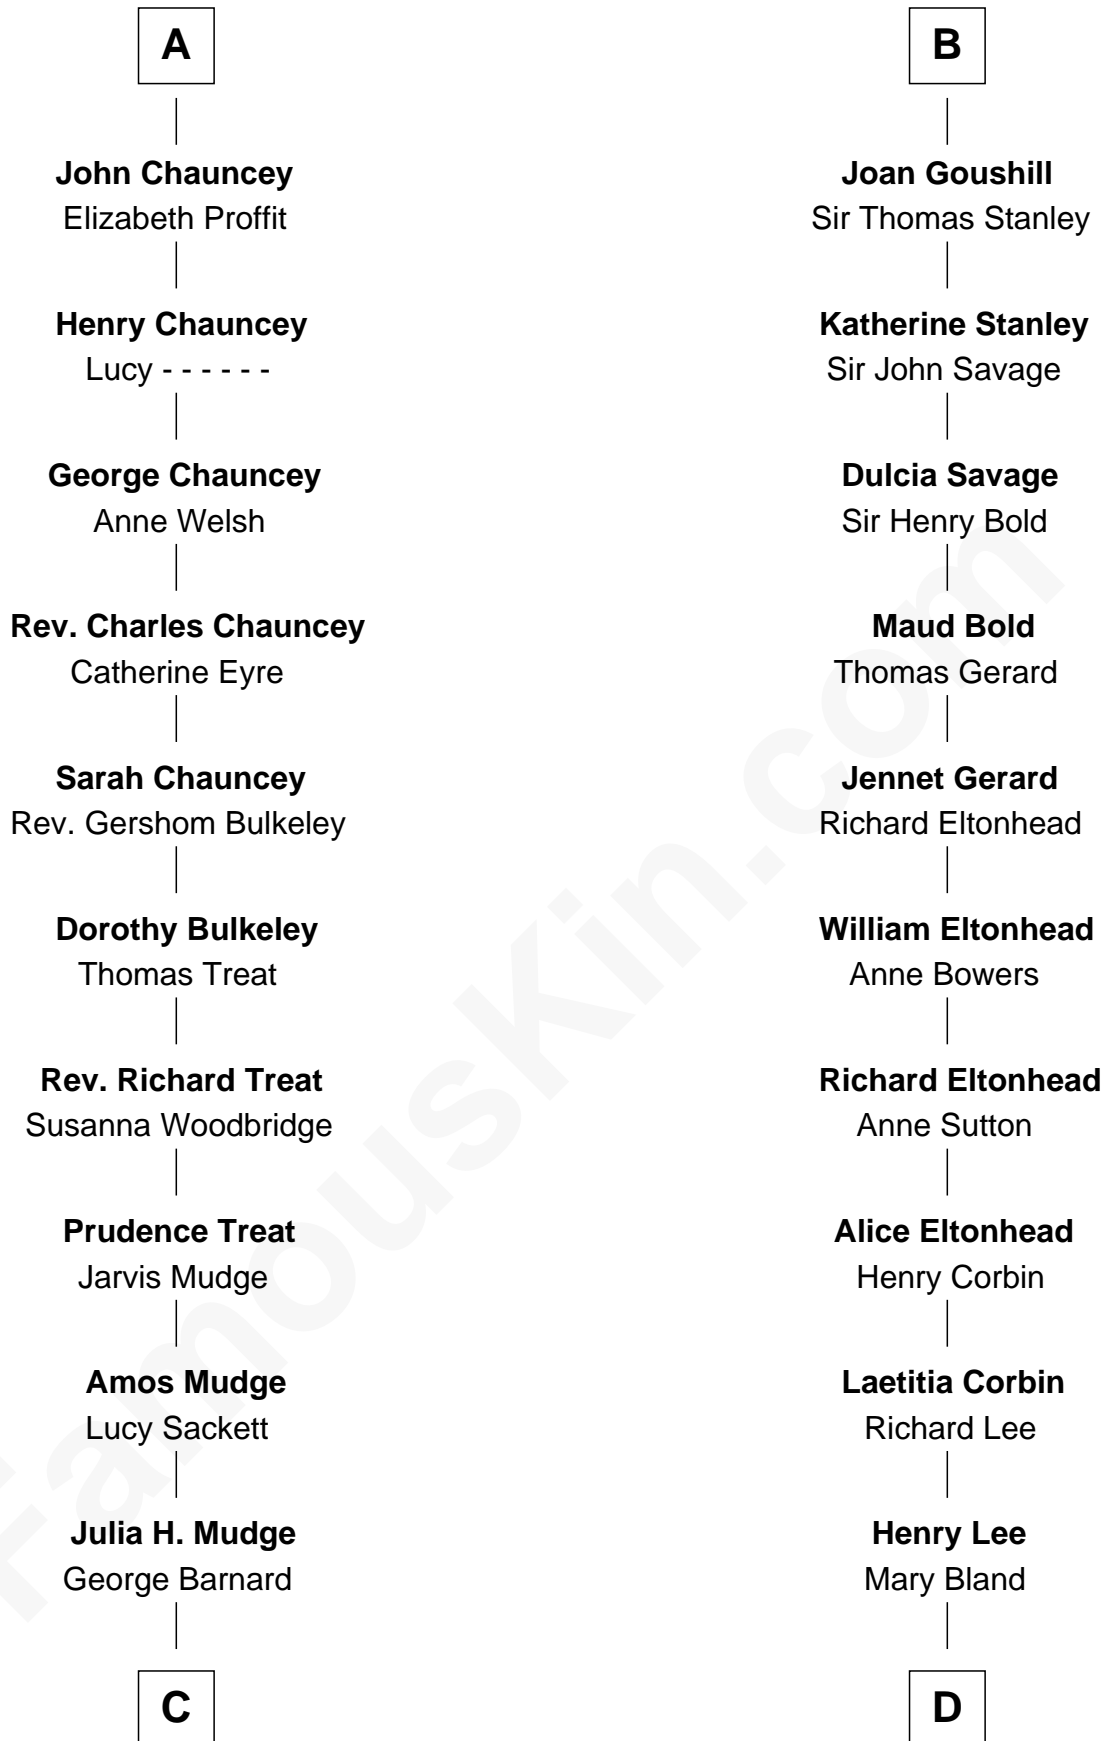 A
John Chauncey
Elizabeth Proffit
Henry Chauncey
Lucy - - - - - -
George Chauncey
Anne Welsh
Rev. Charles Chauncey
Catherine Eyre
Sarah Chauncey
Rev. Gershom Bulkeley
Dorothy Bulkeley
Thomas Treat
Rev. Richard Treat
Susanna Woodbridge
Prudence Treat
Jarvis Mudge
Amos Mudge
Lucy Sackett
Julia H. Mudge
George Barnard
C
B
Joan Goushill
Sir Thomas Stanley
Katherine Stanley
Sir John Savage
Dulcia Savage
Sir Henry Bold
Maud Bold
Thomas Gerard
Jennet Gerard
Richard Eltonhead
William Eltonhead
Anne Bowers
Richard Eltonhead
Anne Sutton
Alice Eltonhead
Henry Corbin
Laetitia Corbin
Richard Lee
Henry Lee
Mary Bland
D
FamousKin.com